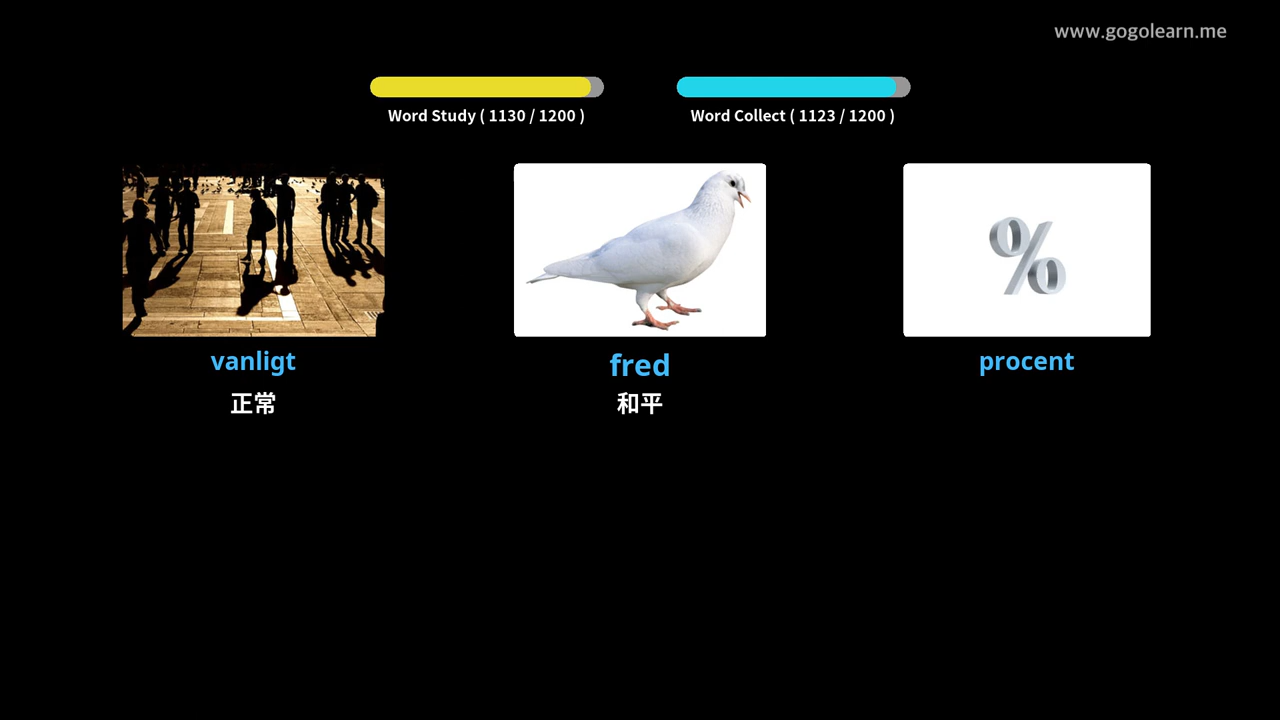 www.gogolearn.me
Word Study ( 1130 / 1200 )
Word Collect ( 1123 / 1200 )
%
vanligt
fred
procent
正常
和平